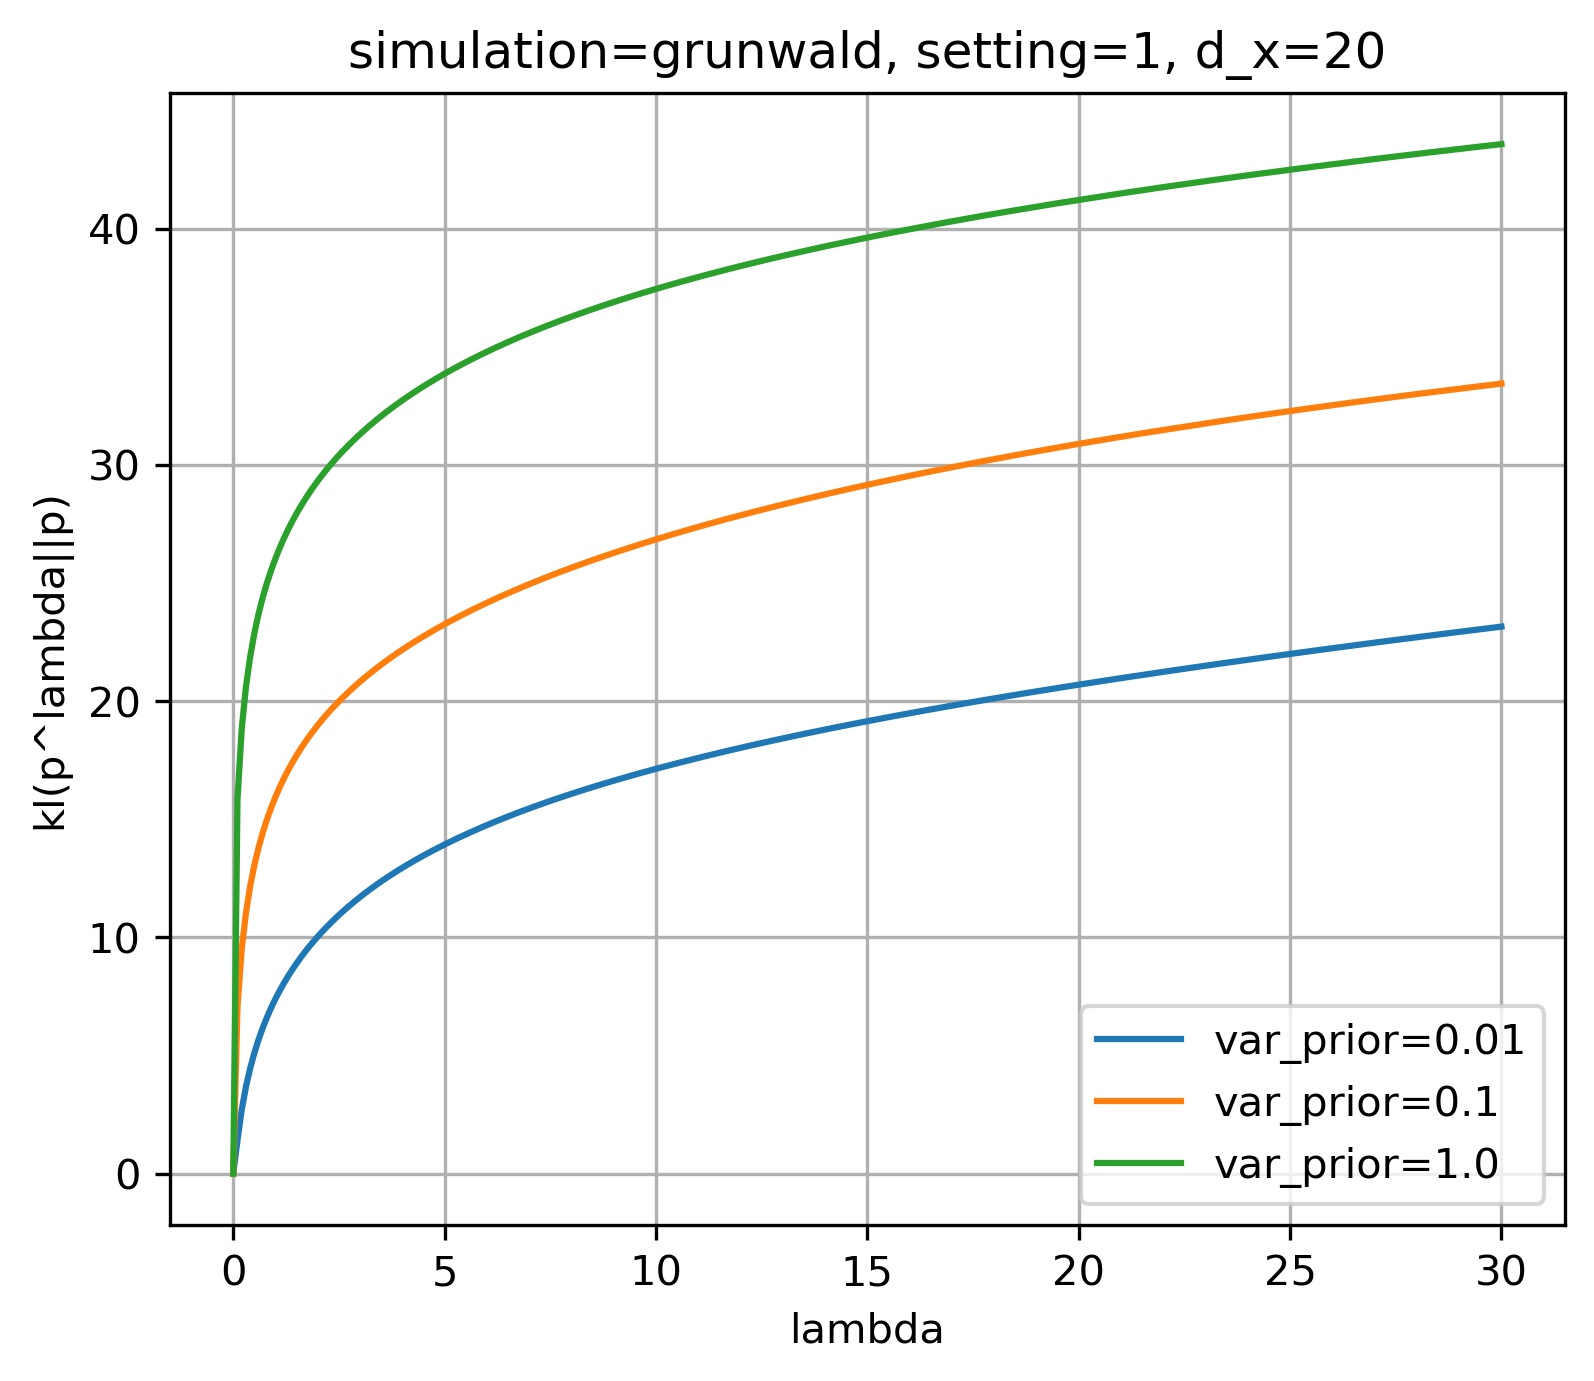 simulation=grunwald, setting=1, d_x=20
kl(p^lambda||p)
40
30
20
10
0
var_prior=0.01
var_prior=0.1
var_prior=1.0
0 5 10 15 20 25 30
lambda